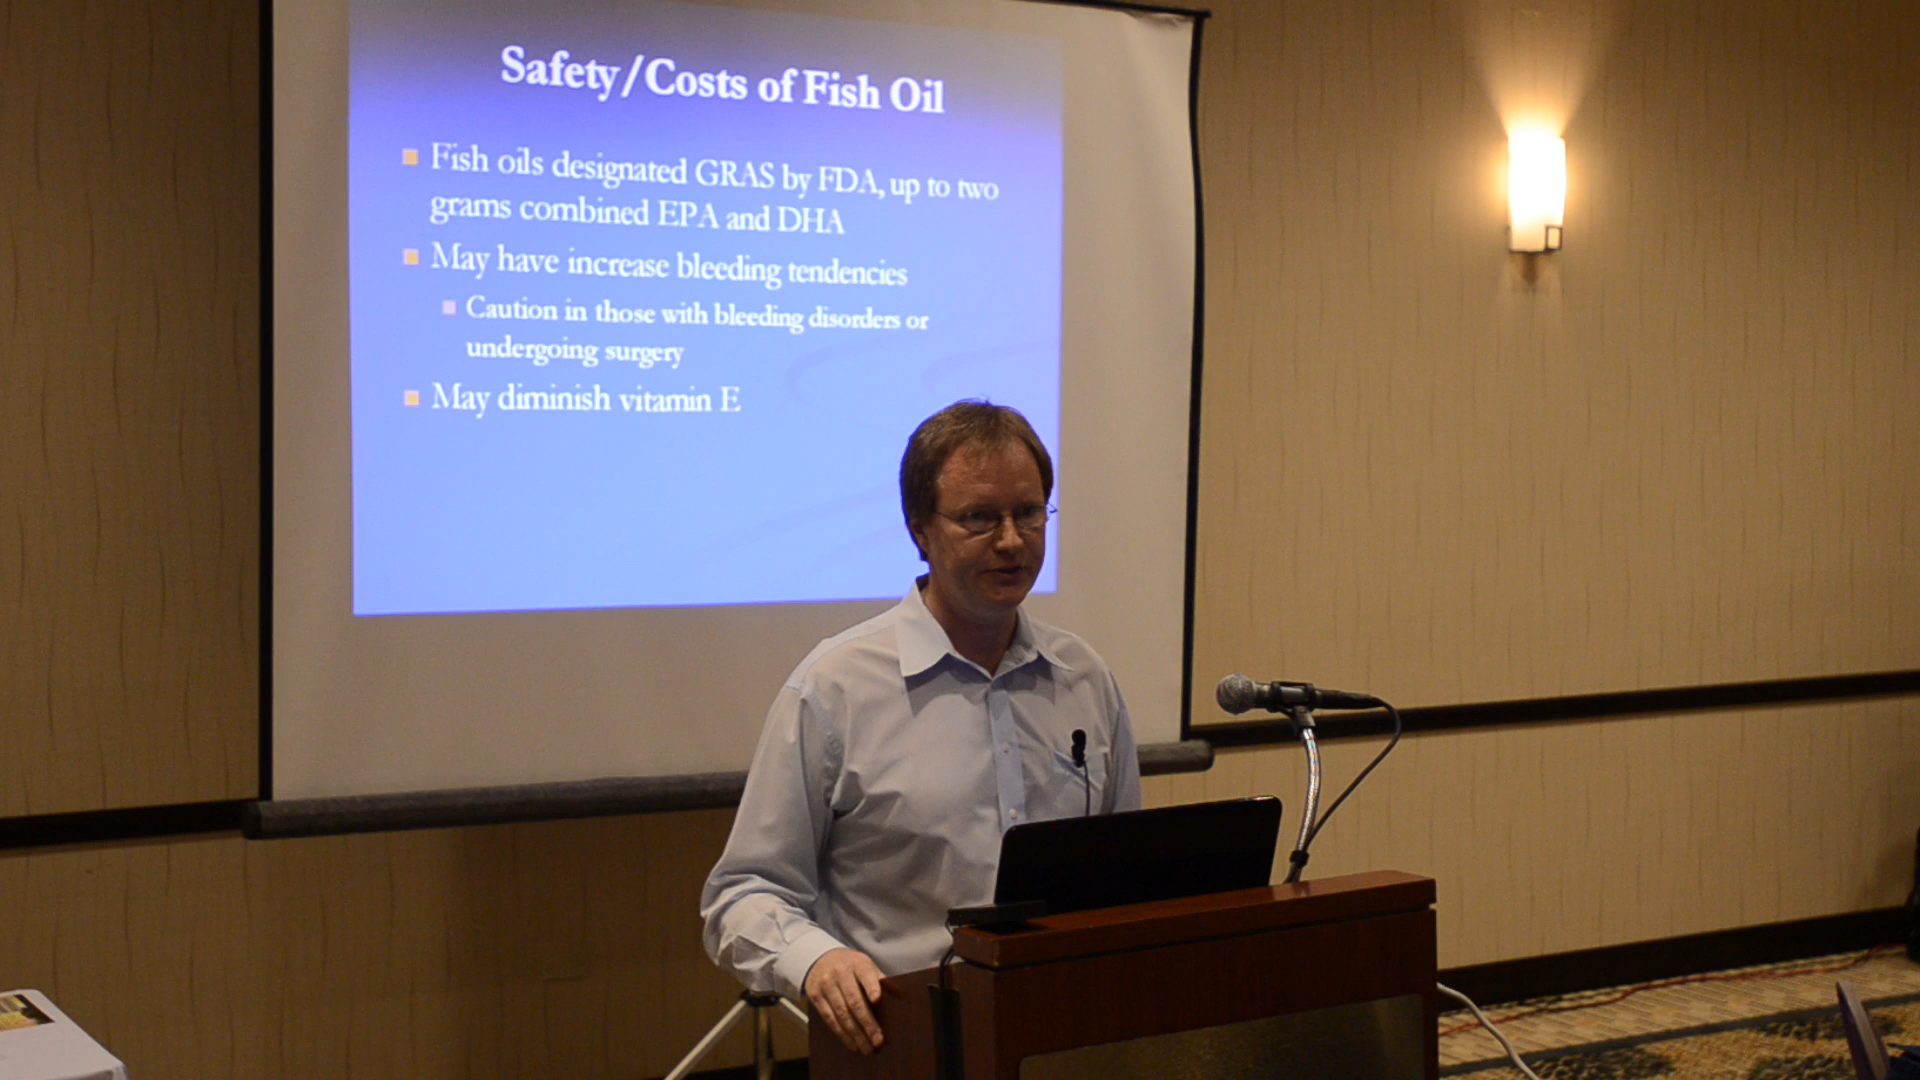 Safety/Costs of Fish Oil
Fish oils designated GRAS by FDA, up to two
grams combined EPA and DHA
May have increase bleeding tendencies
Caution in those with bleeding disorders or
undergoing surgery
May diminish vitamin E